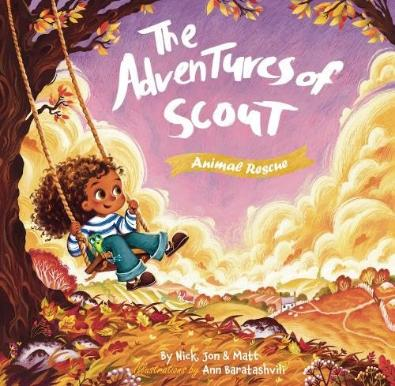 The
Adventures of
Scout
Animal Rescue
By Nick, Jon & Matt
Illustrations by Ann Baratashvili